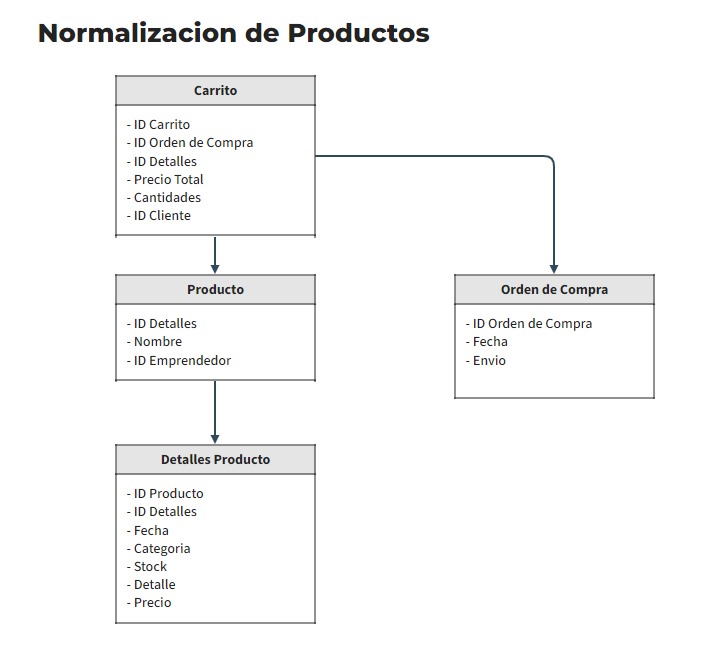 Normalizacion de Productos
Carrito
- ID Carrito
- ID Orden de Compra
- ID Detalles
- Precio Total
- Cantidades
- ID Cliente
Producto
- ID Detalles
- Nombre
- ID Emprendedor
Orden de Compra
- ID Orden de Compra
- Fecha
- Envio
Detalles Producto
- ID Producto
- ID Detalles
- Fecha
- Categoria
- Stock
- Detalle
- Precio